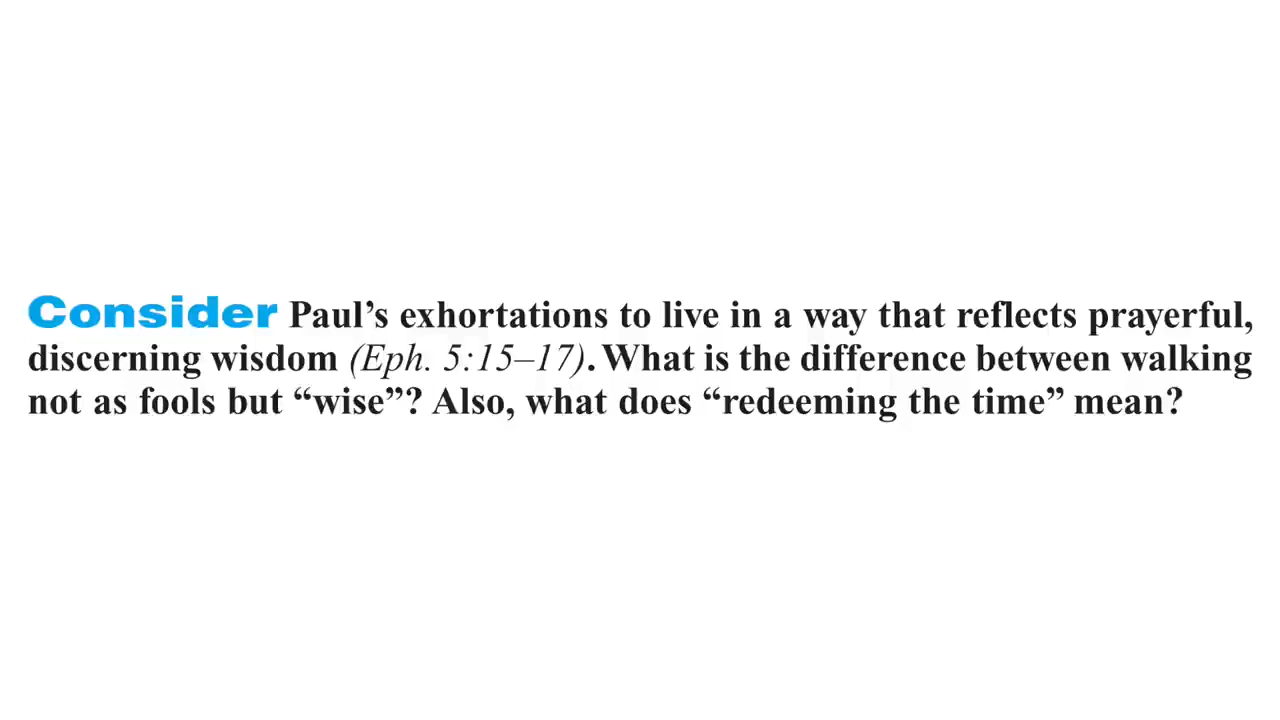 Consider Paul’s exhortations to live in a way that reflects prayerful,
discerning wisdom (Eph. 5:15–17). What is the difference between walking
not as fools but “wise”? Also, what does “redeeming the time” mean?